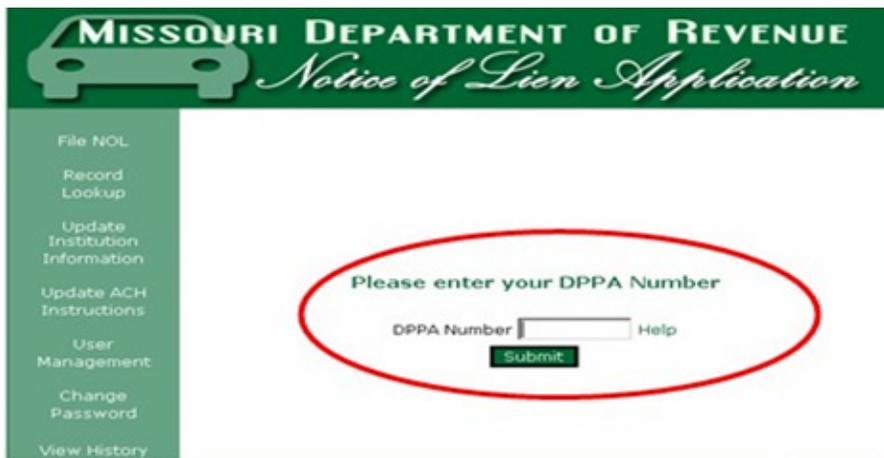 MISSOURI DEPARTMENT OF REVENUE
Notice of Lien Application
File NOL
Record
Lookup
Update
Institution
Information
Update ACH
Instructions
User
Management
Change
Password
View History
Please enter your DPPA Number
DPPA Number Help
Submit